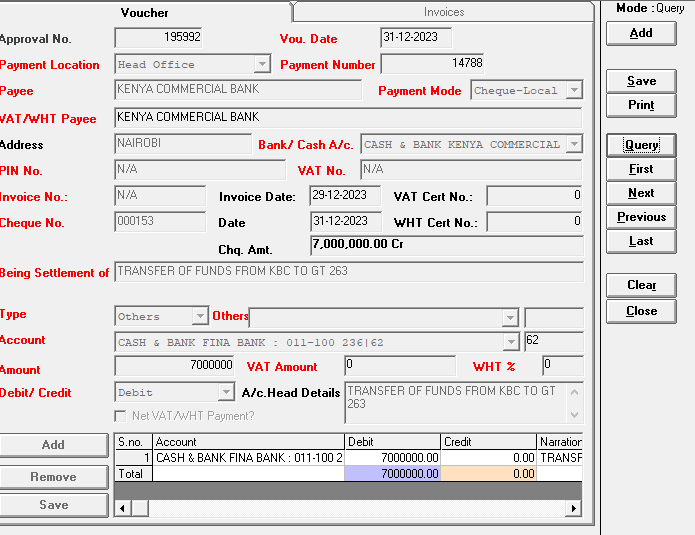 Voucher Invoices Mode : Query
Approval No. 195992 Vou. Date 31-12-2023 Add
Payment Location Head Office Payment Number 14788
Payee KENYA COMMERCIAL BANK Payment Mode Cheque-Local Save
Print
VAT/WHT Payee KENYA COMMERCIAL BANK
Address NAIROBI Bank/ Cash A/c. CASH & BANK KENYA COMMERCIAL Query
PIN No. N/A VAT No. N/A First
Invoice No.: N/A Invoice Date: 29-12-2023 VAT Cert No.: 0 Next
Cheque No. 000153 Date 31-12-2023 WHT Cert No.: 0 Previous
Chq. Amt. 7,000,000.00 Cr Last
Being Settlement of TRANSFER OF FUNDS FROM KBC TO GT 263
Clear
Type Others Others Close
Account CASH & BANK FINA BANK : 011-100 236|62 62
Amount 7000000 VAT Amount 0 WHT % 0
Debit/ Credit Debit A/c.Head Details TRANSFER OF FUNDS FROM KBC TO GT
263
Net VAT/WHT Payment?
Add S.no. Account Debit Credit Narration
1 CASH & BANK FINA BANK : 011-100 2 7000000.00 0.00 TRANSF
Remove Total 7000000.00 0.00
Save